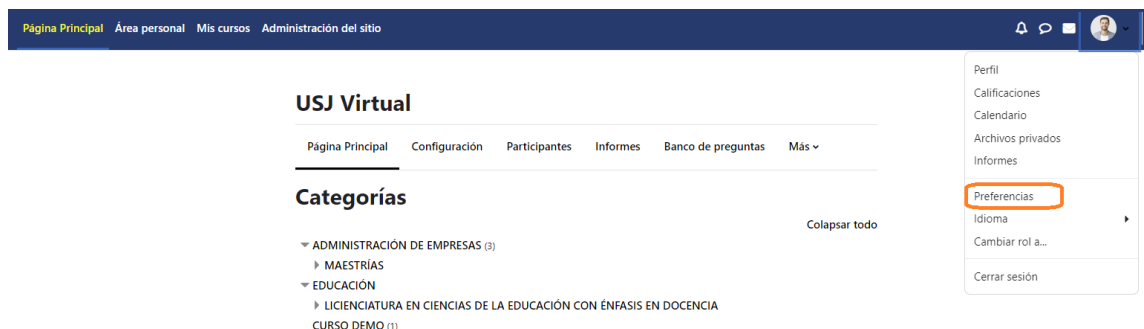 Página Principal Área personal Mis cursos Administración del sitio
Perfil
Calificaciones
Calendario
Archivos privados
Informes
Preferencias
Idioma
Cambiar rol a...
Cerrar sesión
USJ Virtual
Página Principal Configuración Participantes Informes Banco de preguntas Más
Categorías
Colapsar todo
ADMINISTRACIÓN DE EMPRESAS (3)
MAESTRÍAS
EDUCACIÓN
LICIENCIATURA EN CIENCIAS DE LA EDUCACIÓN CON ÉNFASIS EN DOCENCIA
CURSO DEMO (1)